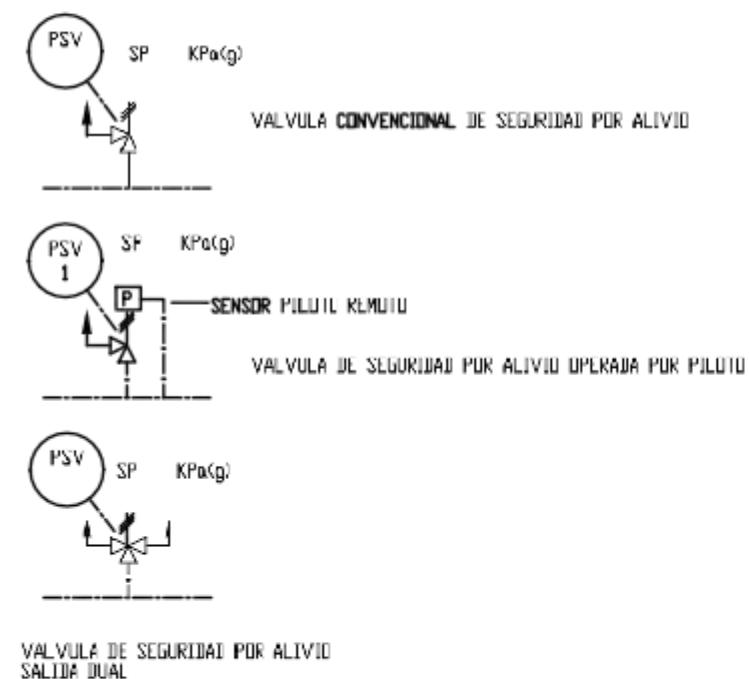 PSV
SP KPa(g)
VALVULA CONVENCIONAL DE SEGURIDAD POR ALIVIO
PSV
1
SP KPa(g)
P
SENSOR PILOTO REMOTO
VALVULA DE SEGURIDAD POR ALIVIO OPERADA POR PILOTO
PSV
SP KPa(g)
VALVULA DE SEGURIDAD POR ALIVIO
SALIDA DUAL